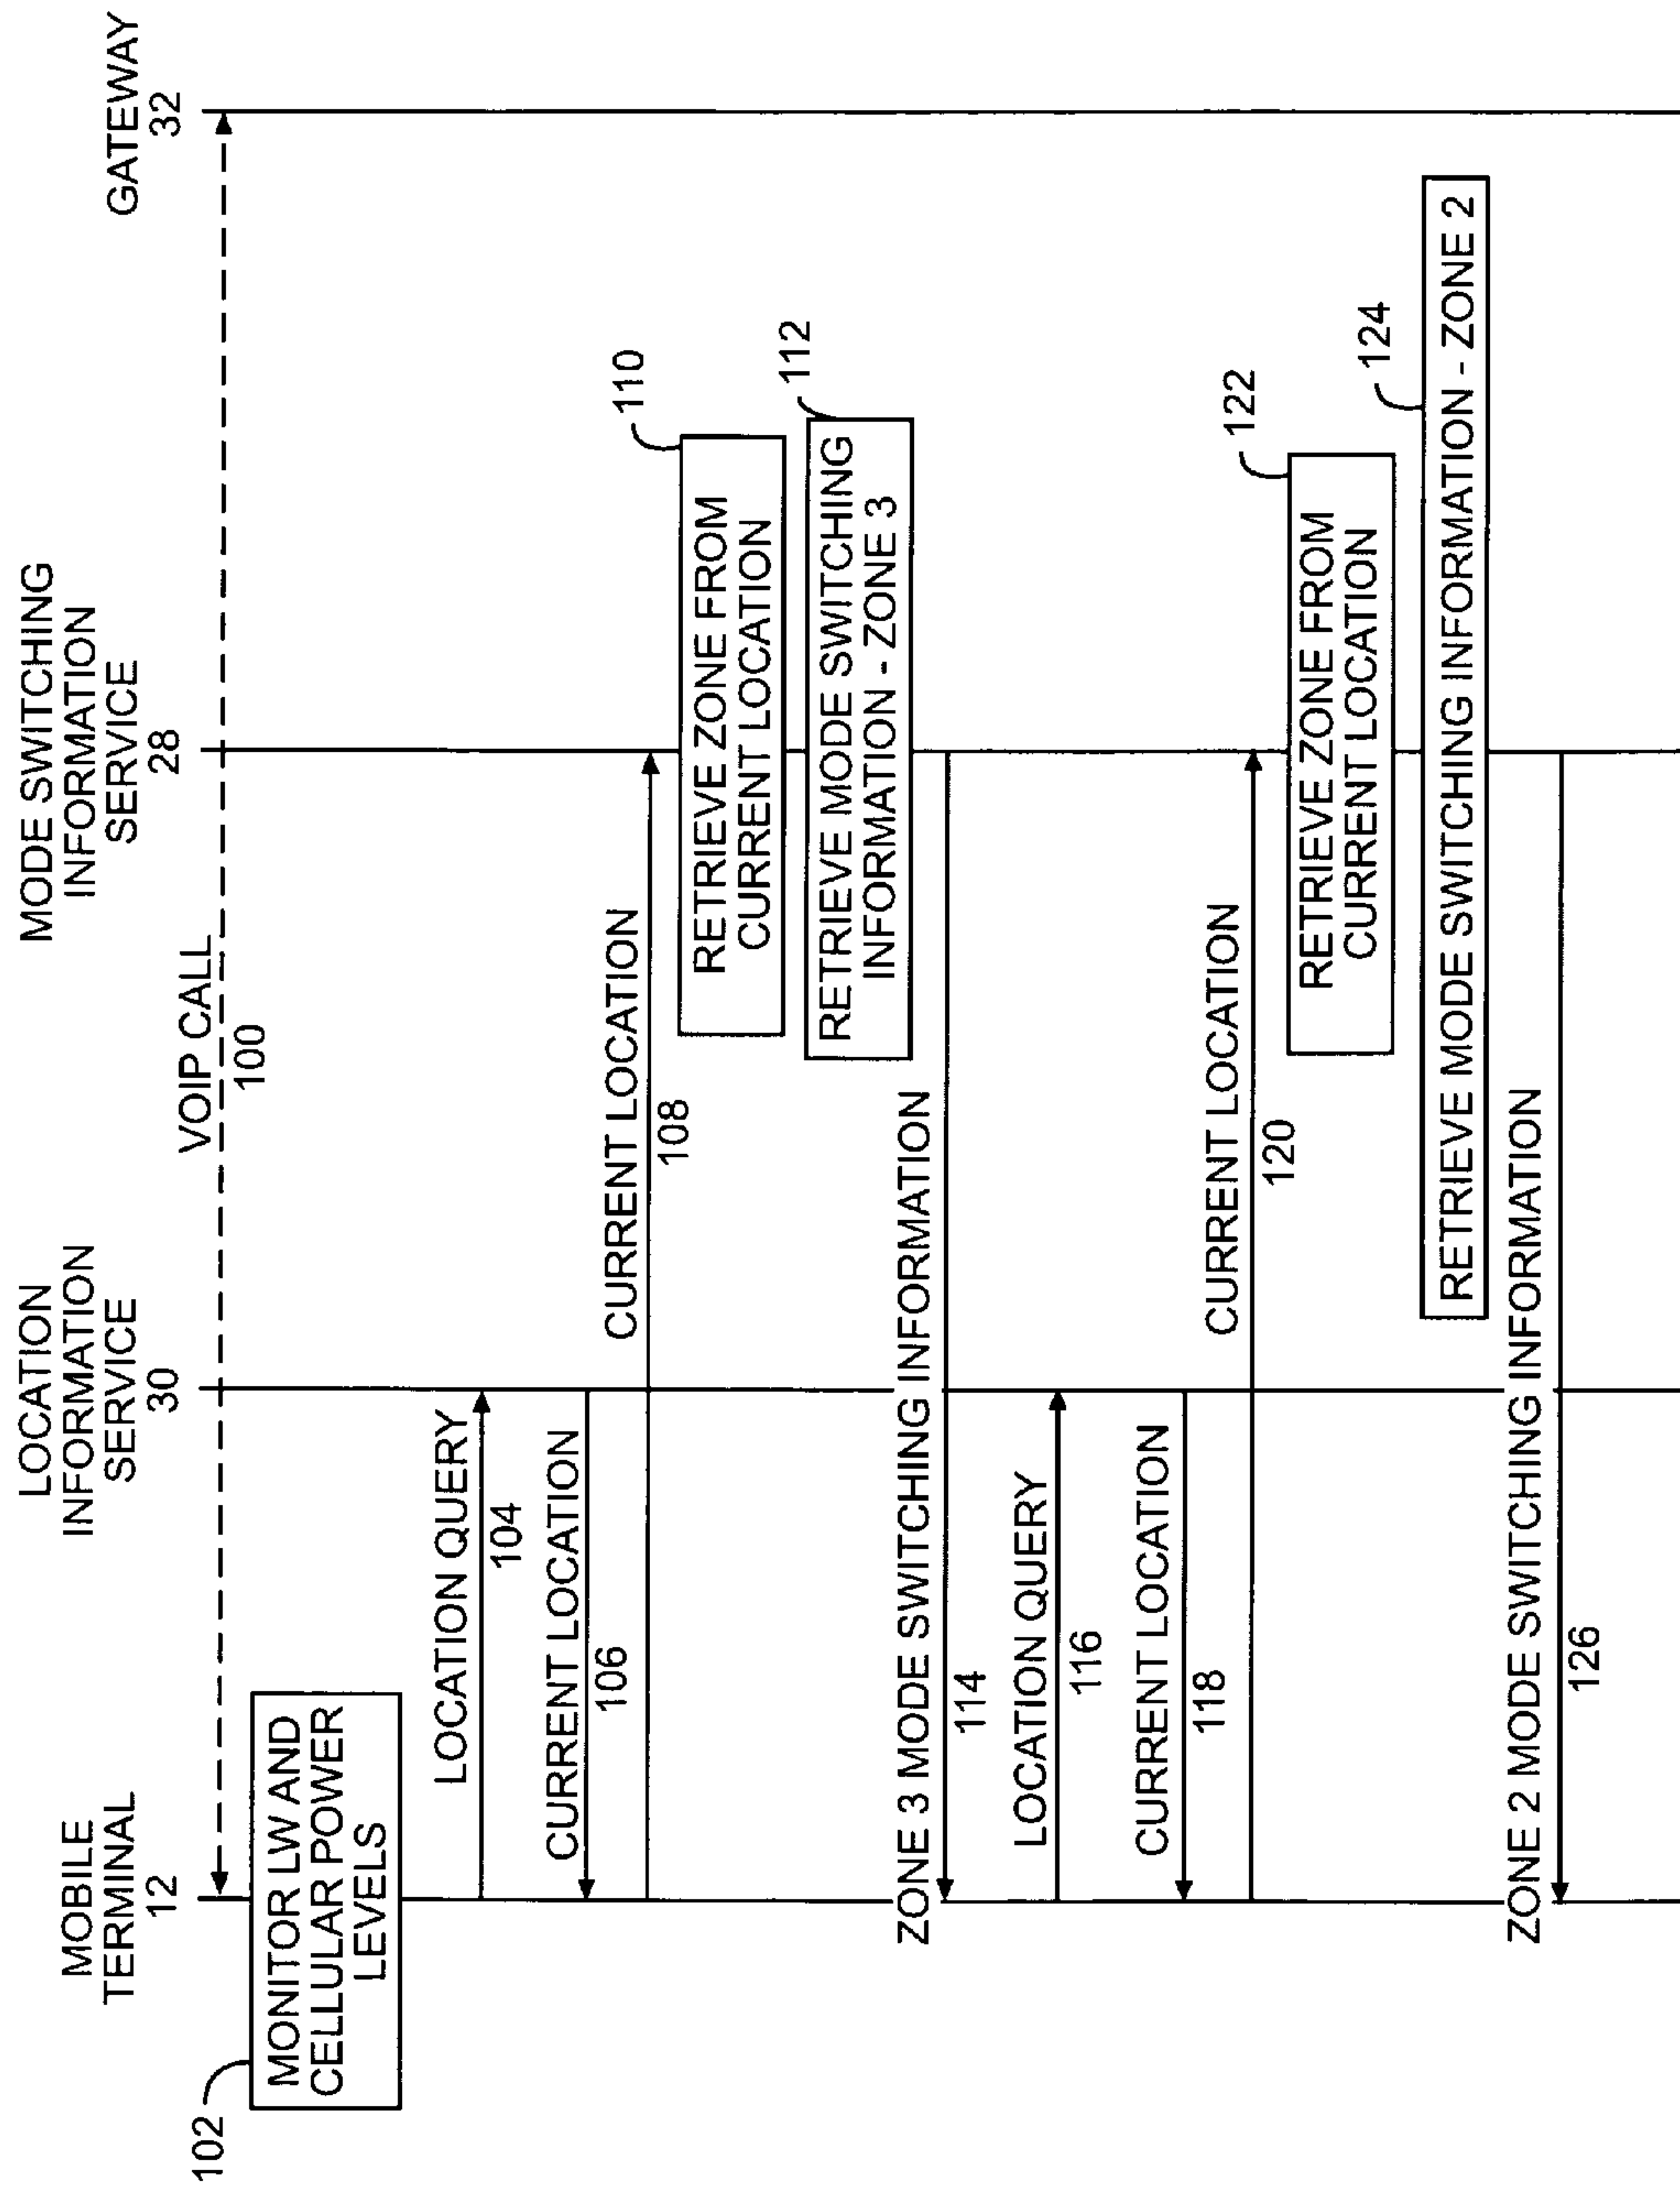 MOBILE
TERMINAL
12
LOCATION
INFORMATION
SERVICE
30
MODE SWITCHING
INFORMATION
SERVICE
28
GATEWAY
32
VOIP CALL
100
102
MONITOR LW AND
CELLULAR POWER
LEVELS
LOCATION QUERY
104
CURRENT LOCATION
106
CURRENT LOCATION
108
110
RETRIEVE ZONE FROM
CURRENT LOCATION
112
RETRIEVE MODE SWITCHING
INFORMATION - ZONE 3
ZONE 3 MODE SWITCHING INFORMATION
114
LOCATION QUERY
116
CURRENT LOCATION
118
CURRENT LOCATION
120
122
RETRIEVE ZONE FROM
CURRENT LOCATION
124
RETRIEVE MODE SWITCHING INFORMATION - ZONE 2
ZONE 2 MODE SWITCHING INFORMATION
126